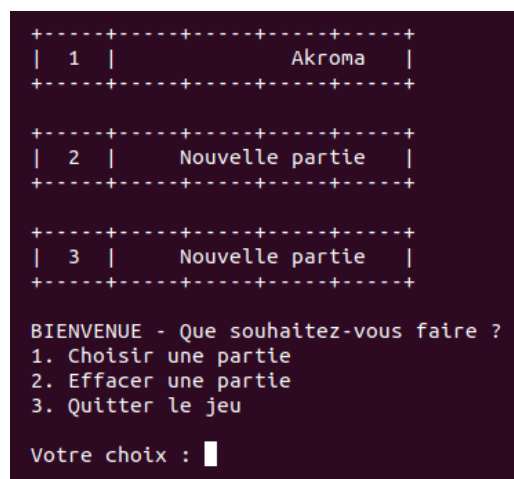 +-----+-----+-----+-----+-----+
|  1  |               Akroma  |
+-----+-----+-----+-----+-----+
+-----+-----+-----+-----+-----+
|  2  |     Nouvelle partie   |
+-----+-----+-----+-----+-----+
+-----+-----+-----+-----+-----+
|  3  |     Nouvelle partie   |
+-----+-----+-----+-----+-----+
BIENVENUE - Que souhaitez-vous faire ?
1. Choisir une partie
2. Effacer une partie
3. Quitter le jeu
Votre choix :